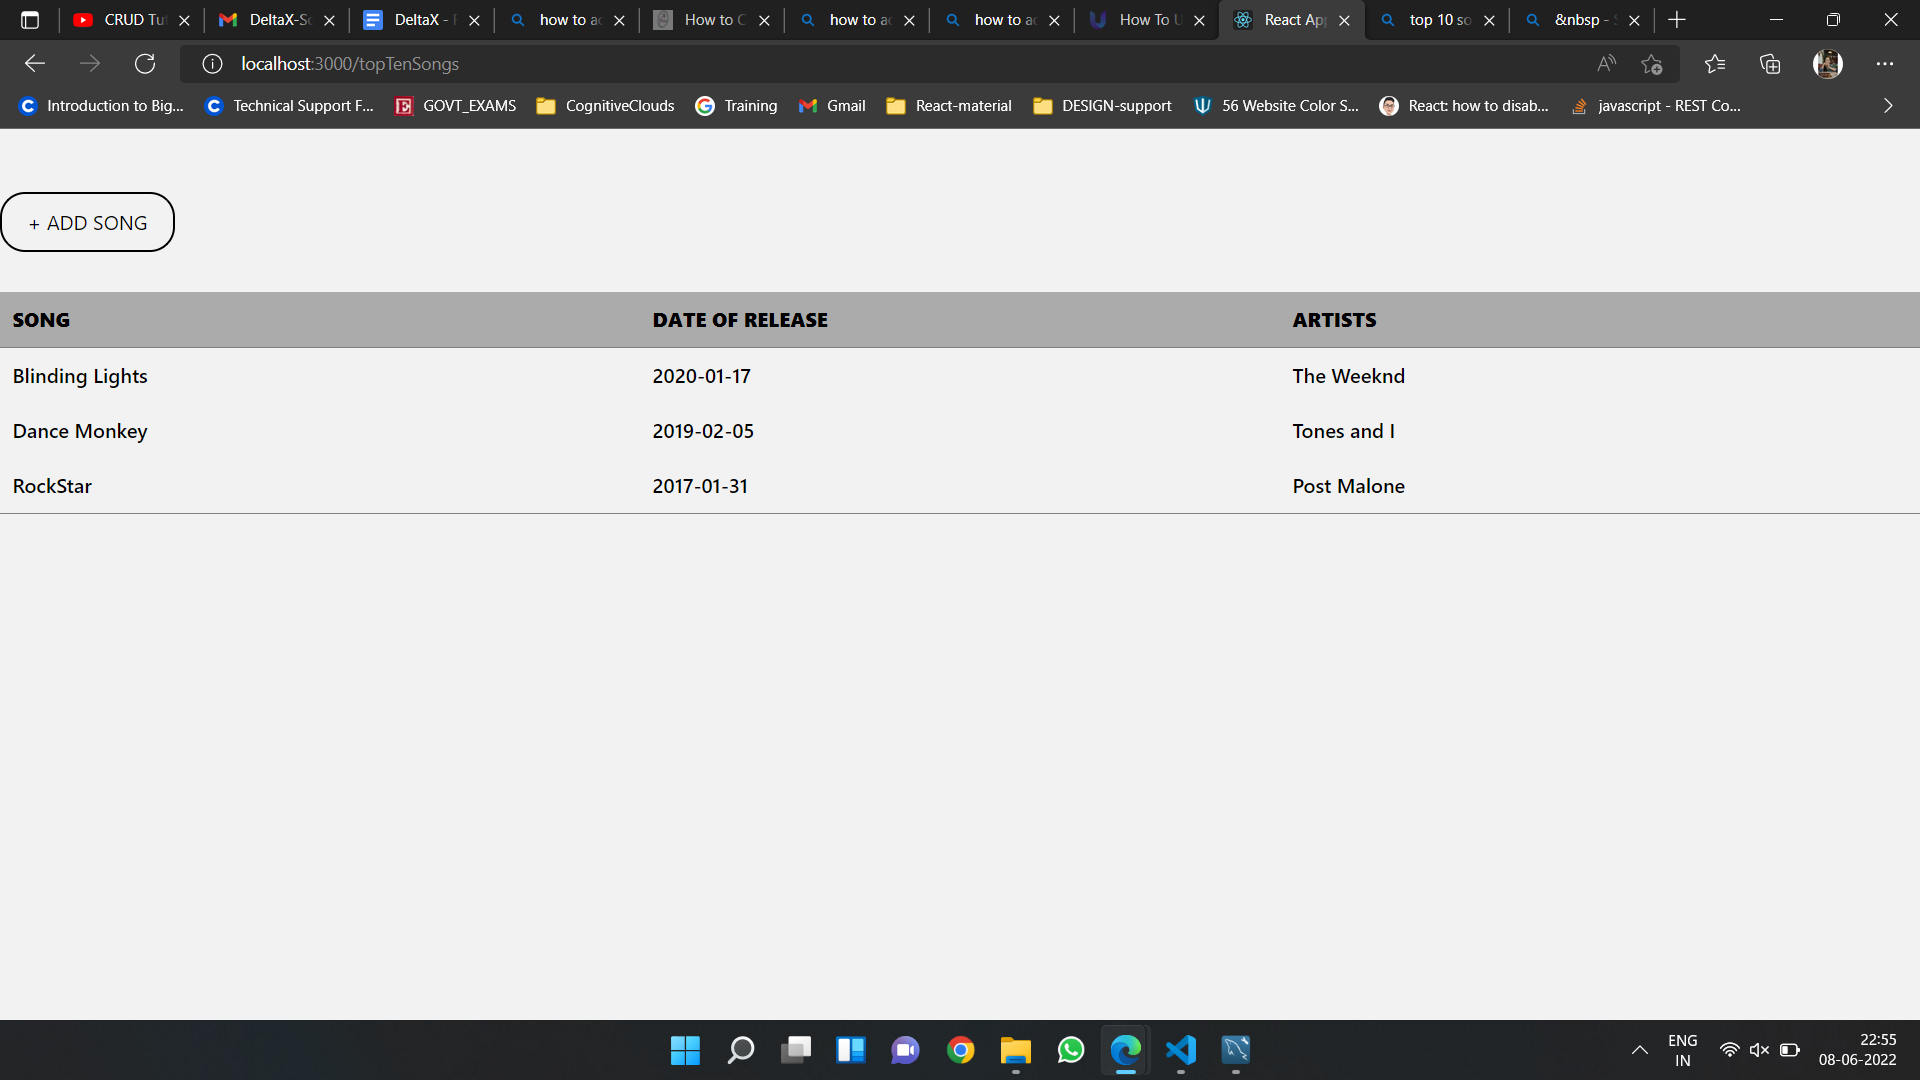 CRUD Tu
DeltaX-So
DeltaX -
how to ac
How to C
how to ac
how to ac
How To U
React App
top 10 so
&nbsp -
localhost:3000/topTenSongs
Introduction to Big...
Technical Support F...
GOVT_EXAMS
CognitiveClouds
Training
Gmail
React-material
DESIGN-support
56 Website Color S...
React: how to disab...
javascript - REST Co...
+ ADD SONG
SONG DATE OF RELEASE ARTISTS
Blinding Lights 2020-01-17 The Weeknd
Dance Monkey 2019-02-05 Tones and I
RockStar 2017-01-31 Post Malone
ENG
IN
22:55
08-06-2022